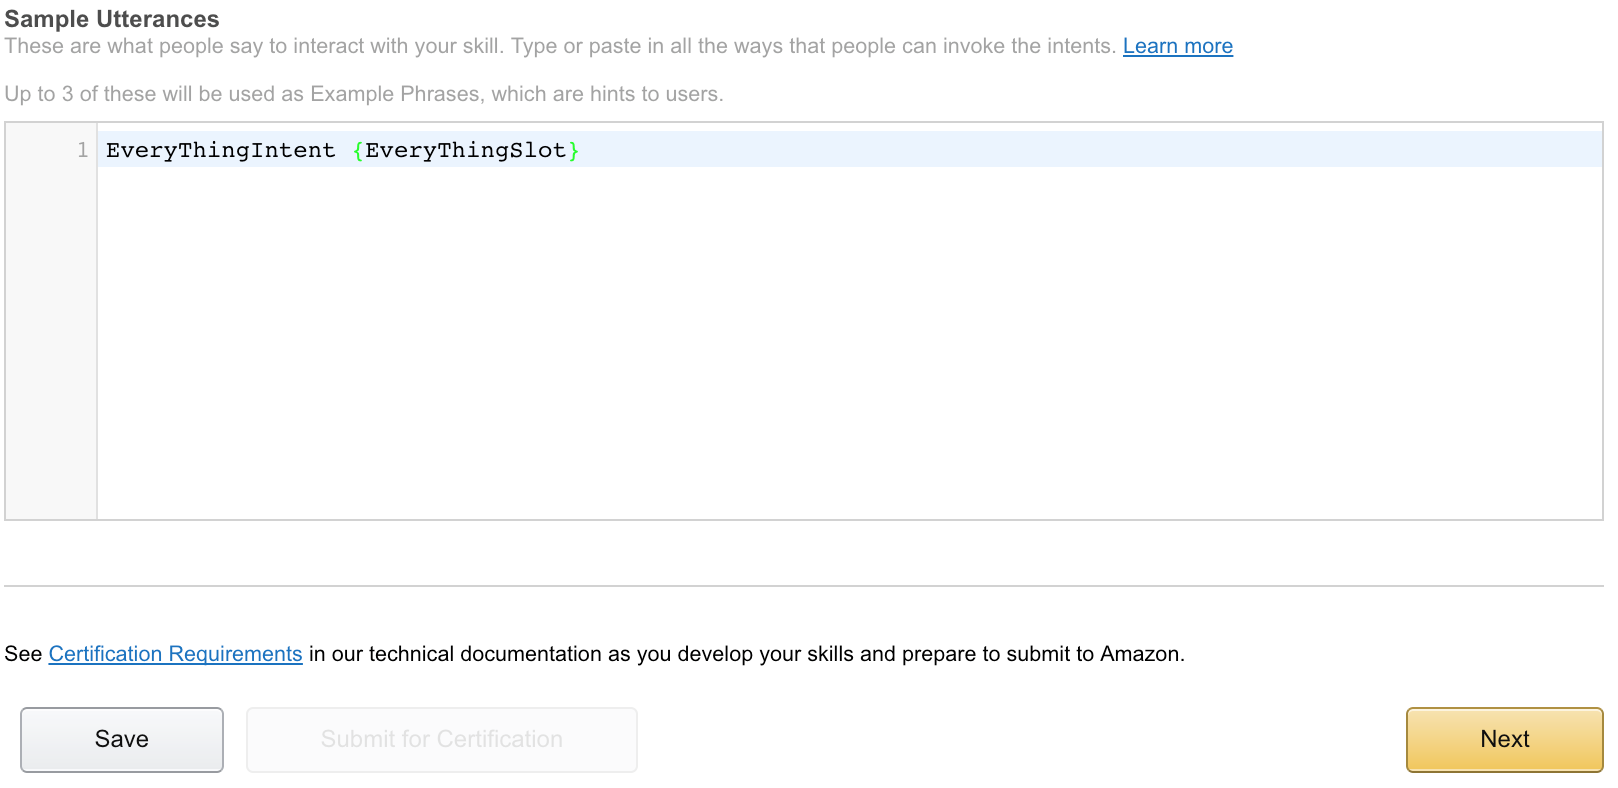 Sample Utterances
These are what people say to interact with your skill. Type or paste in all the ways that people can invoke the intents. Learn more
Up to 3 of these will be used as Example Phrases, which are hints to users.
1 EveryThingIntent {EveryThingSlot}
See Certification Requirements in our technical documentation as you develop your skills and prepare to submit to Amazon.
Save Submit for Certification Next